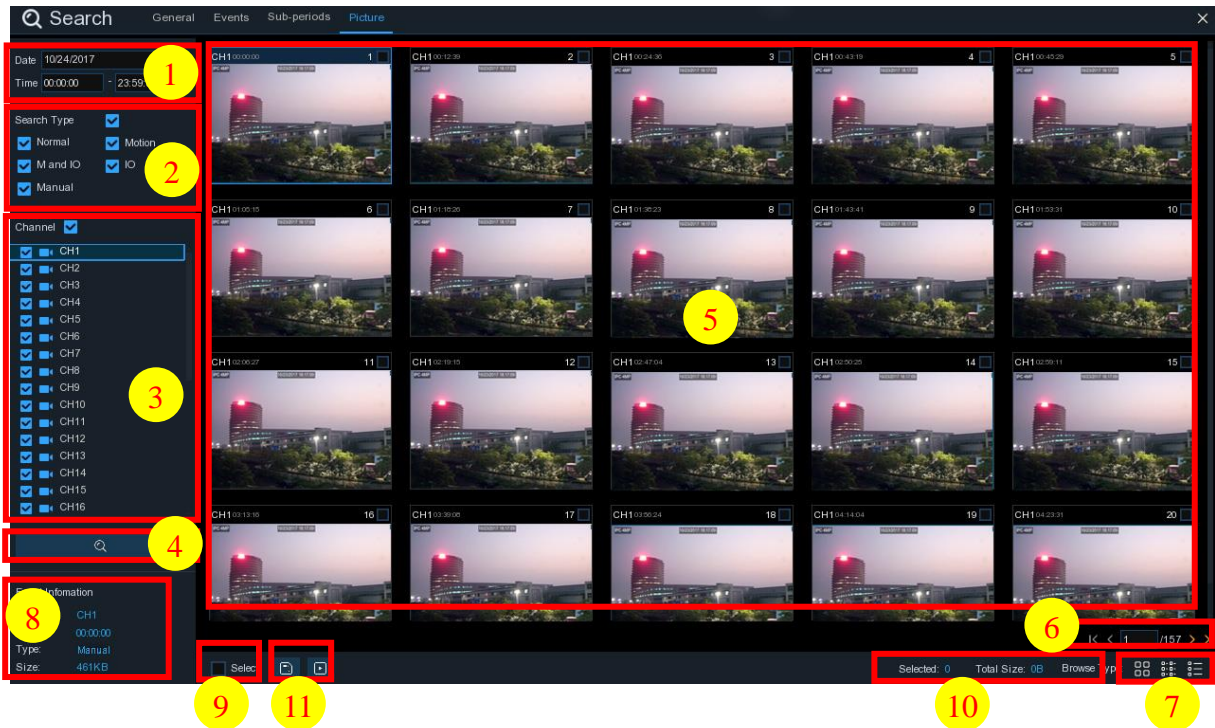 Search General Events Sub-periods Picture
Date 10/24/2017
Time 00:00:00 - 23:59:
1
Search Type
Normal Motion
M and IO IO
Manual
2
Channel
CH1
CH2
CH3
CH4
CH5
CH6
CH7
CH8
CH9
CH10
CH11
CH12
CH13
CH14
CH15
CH16
3
4
Infomation
CH1
00:00:00
Type: Manual
Size: 461KB
8
CH1 00:00:00 1
CH1 00:12:39 2
CH1 00:24:36 3
CH1 00:43:19 4
CH1 00:45:29 5
CH1 01:05:15 6
CH1 01:18:26 7
CH1 01:38:23 8
CH1 01:43:41 9
CH1 01:53:31 10
5
CH1 02:06:27 11
CH1 02:19:15 12
CH1 02:47:04 13
CH1 02:50:25 14
CH1 02:59:11 15
CH1 03:13:16 16
CH1 03:39:08 17
CH1 03:56:24 18
CH1 04:14:04 19
CH1 04:23:31 20
6
1 /157
Selec
Selected: 0 Total Size: 0B Browse Typ
9
11
10
7